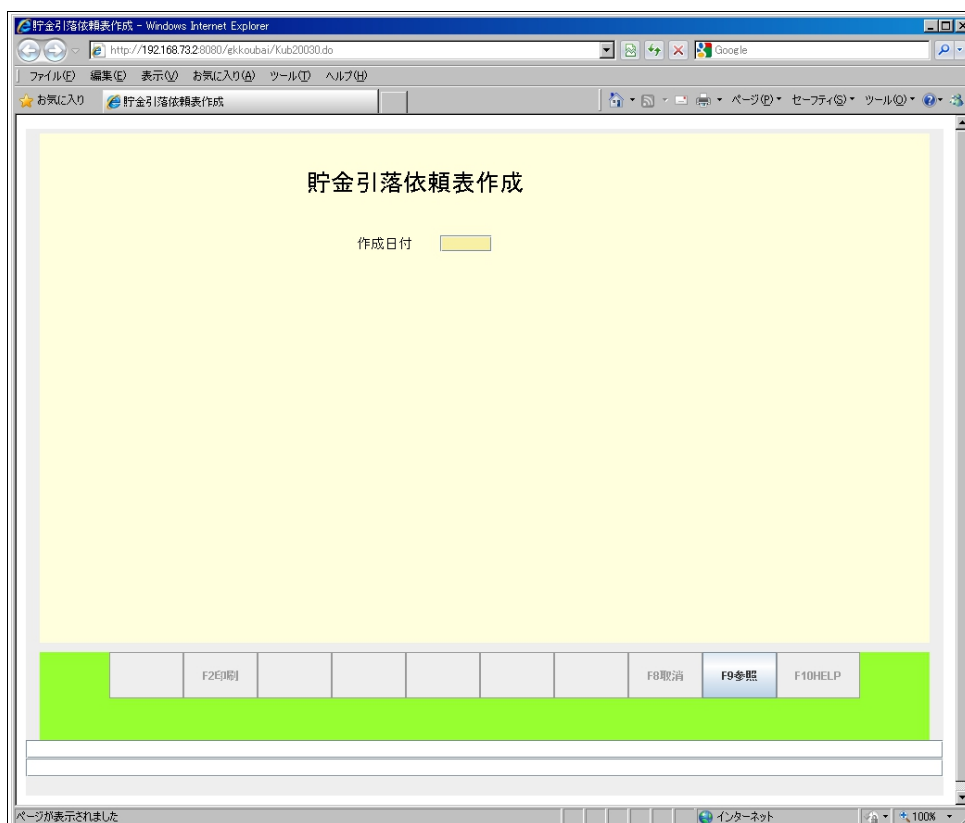 貯金引落依頼表作成 - Windows Internet Explorer
http://192.168.73.2:8080/gkkoubai/Kub20030.do
Google
ファイル(F) 編集(E) 表示(V) お気に入り(A) ツール(T) ヘルプ(H)
お気に入り 貯金引落依頼表作成 ページ(P) セーフティ(S) ツール(O)
貯金引落依頼表作成
作成日付
F2印刷 F8取消 F9参照 F10HELP
ページが表示されました インターネット 100%